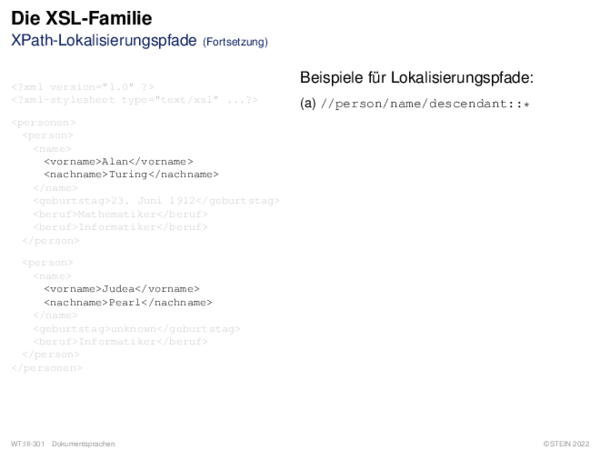 Die XSL-Familie
XPath-Lokalisierungspfade (Fortsetzung)
<?xml version="1.0" ?>
<?xml-stylesheet type="text/xsl" ...?>
<personen>
<person>
<name>
<vorname>Alan</vorname>
<nachname>Turing</nachname>
</name>
<geburtstag>23. Juni 1912</geburtstag>
<beruf>Mathematiker</beruf>
<beruf>Informatiker</beruf>
</person>
<person>
<name>
<vorname>Judea</vorname>
<nachname>Pearl</nachname>
</name>
<geburtstag>unknown</geburtstag>
<beruf>Informatiker</beruf>
</person>
</personen>
Beispiele für Lokalisierungspfade:
(a) //person/name/descendant::*
WT:III-301 Dokumentsprachen
©STEIN 2022